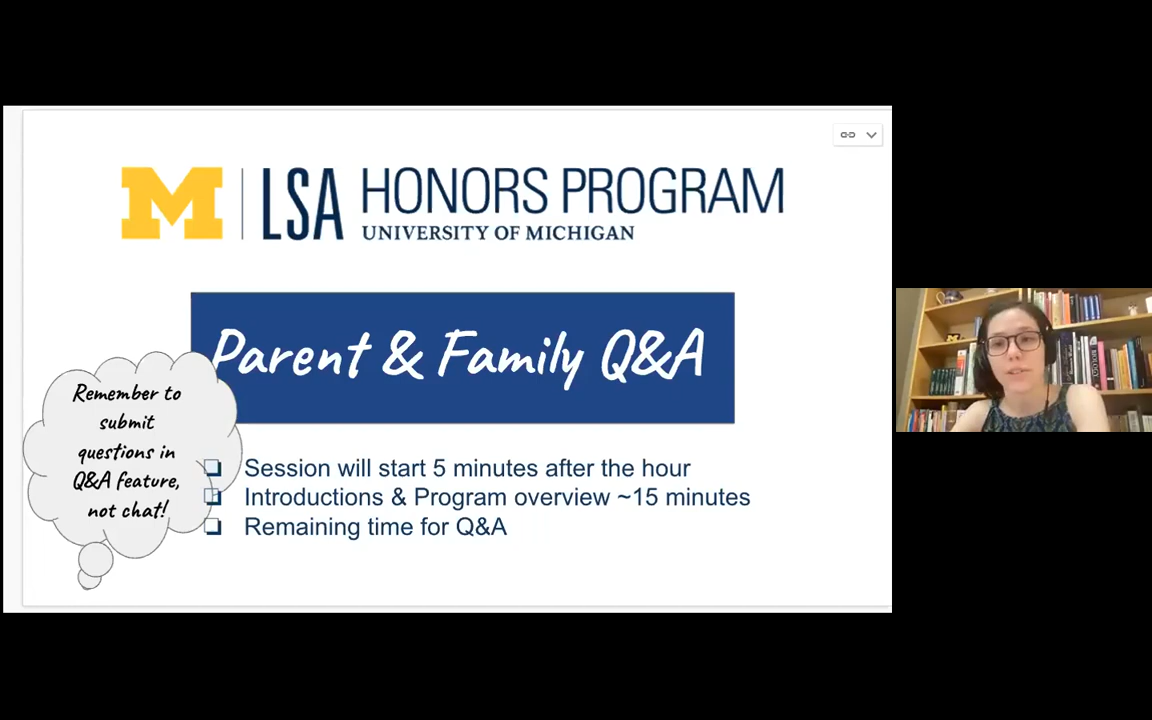 M LSA HONORS PROGRAM
UNIVERSITY OF MICHIGAN
Parent & Family Q&A
Remember to
submit
questions in
Q&A feature,
not chat!
Session will start 5 minutes after the hour
Introductions & Program overview ~15 minutes
Remaining time for Q&A
BIOLOGY